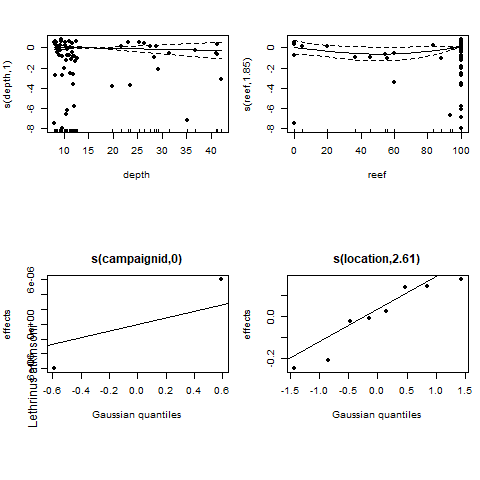 s(depth,1)
0
-2
-4
-6
-8
10 15 20 25 30 35 40
depth
s(reef,1.85)
0
-2
-4
-6
-8
0 20 40 60 80 100
reef
s(campaignid,0)
effects
6e-06
0e+00
-0.6 -0.4 -0.2 0.0 0.2 0.4 0.6
Gaussian quantiles
s(location,2.61)
effects
0.0
-0.2
-1.5 -1.0 -0.5 0.0 0.5 1.0 1.5
Gaussian quantiles